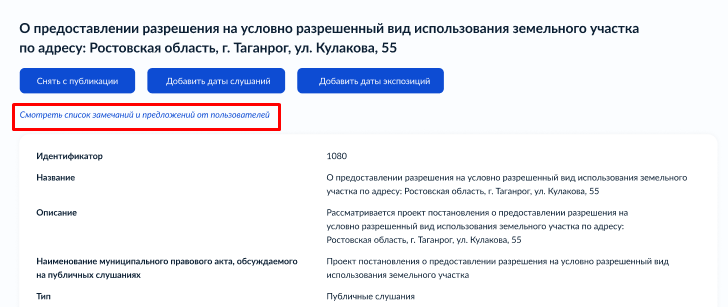 О предоставлении разрешения на условно разрешенный вид использования земельного участка
по адресу: Ростовская область, г. Таганрог, ул. Кулакова, 55
Снять с публикации
Добавить даты слушаний
Добавить даты экспозиций
Смотреть список замечаний и предложений от пользователей
Идентификатор
1080
Название
О предоставлении разрешения на условно разрешенный вид использования земельного
участка по адресу: Ростовская область, г. Таганрог, ул. Кулакова, 55
Описание
Рассматривается проект постановления о предоставлении разрешения на
условно разрешенный вид использования земельного участка по адресу:
Ростовская область, г. Таганрог, ул. Кулакова, 55
Наименование муниципального правового акта, обсуждаемого
на публичных слушаниях
Проект постановления о предоставлении разрешения на условно разрешенный вид
использования земельного участка
Тип
Публичные слушания